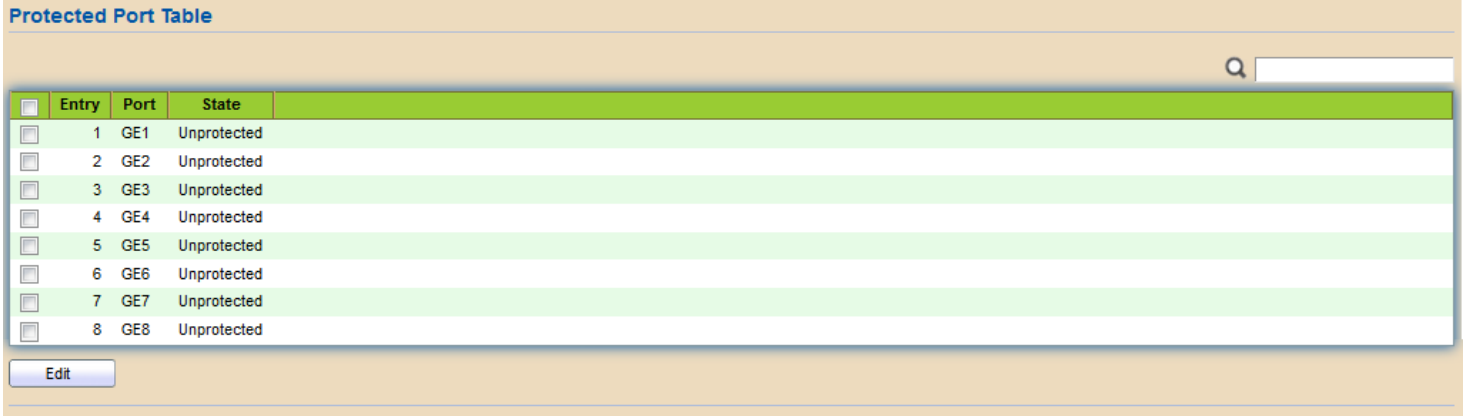 Protected Port Table
Entry Port State
1 GE1 Unprotected
2 GE2 Unprotected
3 GE3 Unprotected
4 GE4 Unprotected
5 GE5 Unprotected
6 GE6 Unprotected
7 GE7 Unprotected
8 GE8 Unprotected
Edit